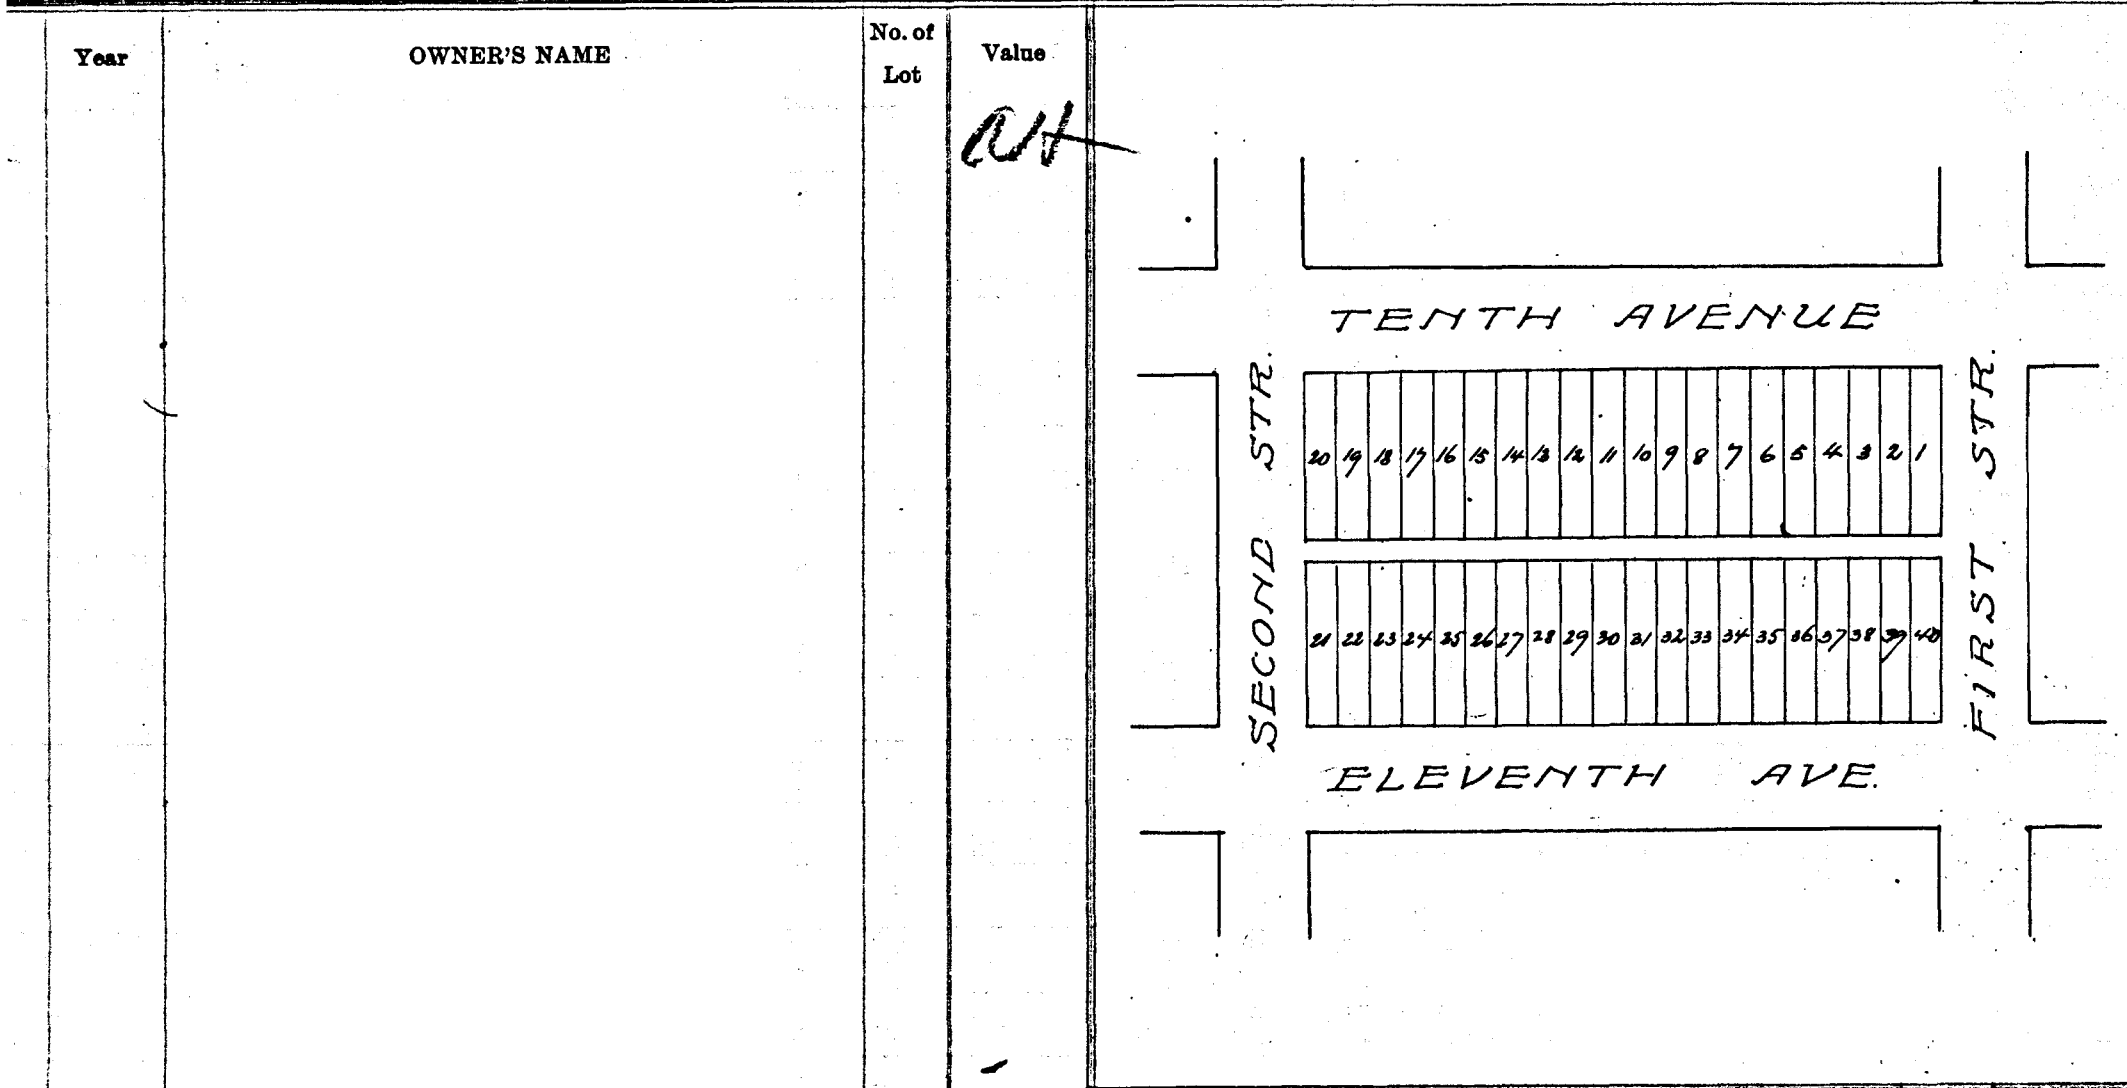 Year
OWNER'S NAME
No. of
Lot
Value
TENTH AVENUE
SECOND STR.
FIRST STR.
20 19 18 17 16 15 14 13 12 11 10 9 8 7 6 5 4 3 2 1
21 22 23 24 25 26 27 28 29 30 31 32 33 34 35 36 37 38 39 40
ELEVENTH AVE.